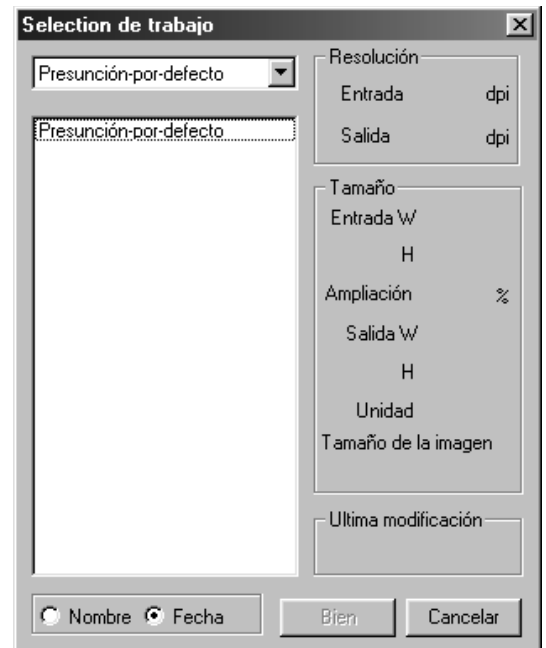 Selection de trabajo
Presunción-por-defecto
Presunción-por-defecto
Resolución
Entrada dpi
Salida dpi
Tamaño
Entrada W
H
Ampliación %
Salida W
H
Unidad
Tamaño de la imagen
Ultima modificación
Nombre Fecha
Bien Cancelar